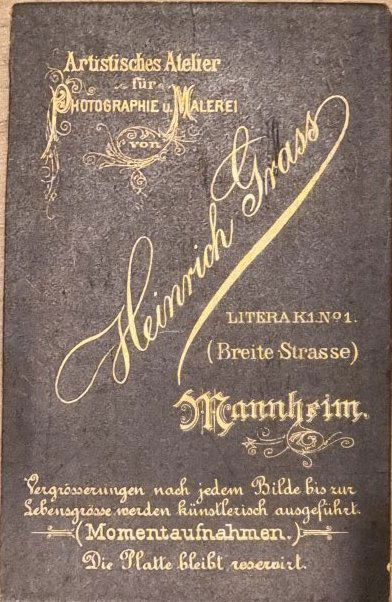 Artistisches Atelier
für
PHOTOGRAPHIE u. MALEREI
von
Heinrich Grass
LITERA K1. No 1.
(Breite Strasse)
Mannheim.
Vergrösserungen nach jedem Bilde bis zur
Lebensgrösse werden künstlerisch ausgeführt.
(Momentaufnahmen.)
Die Platte bleibt reservirt.